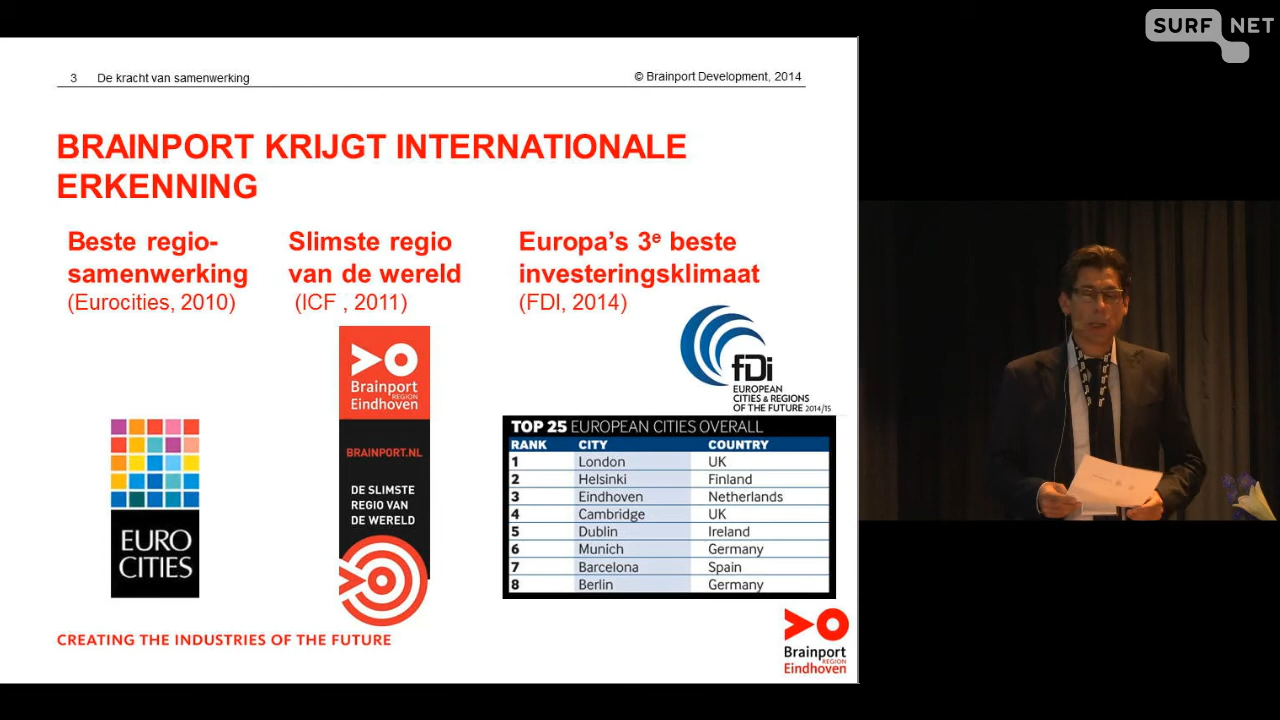 SURF NET
3 De kracht van samenwerking © Brainport Development, 2014
BRAINPORT KRIJGT INTERNATIONALE
ERKENNING
Beste regio-
samenwerking
(Eurocities, 2010)
Slimste regio
van de wereld
(ICF , 2011)
Europa’s 3e beste
investeringsklimaat
(FDI, 2014)
EURO
CITIES
Brainport
REGION
Eindhoven
BRAINPORT.NL
DE SLIMSTE
REGIO VAN
DE WERELD
fDi
EUROPEAN
CITIES & REGIONS
OF THE FUTURE 2014/15
TOP 25 EUROPEAN CITIES OVERALL
RANK CITY COUNTRY
1 London UK
2 Helsinki Finland
3 Eindhoven Netherlands
4 Cambridge UK
5 Dublin Ireland
6 Munich Germany
7 Barcelona Spain
8 Berlin Germany
CREATING THE INDUSTRIES OF THE FUTURE
Brainport
REGION
Eindhoven